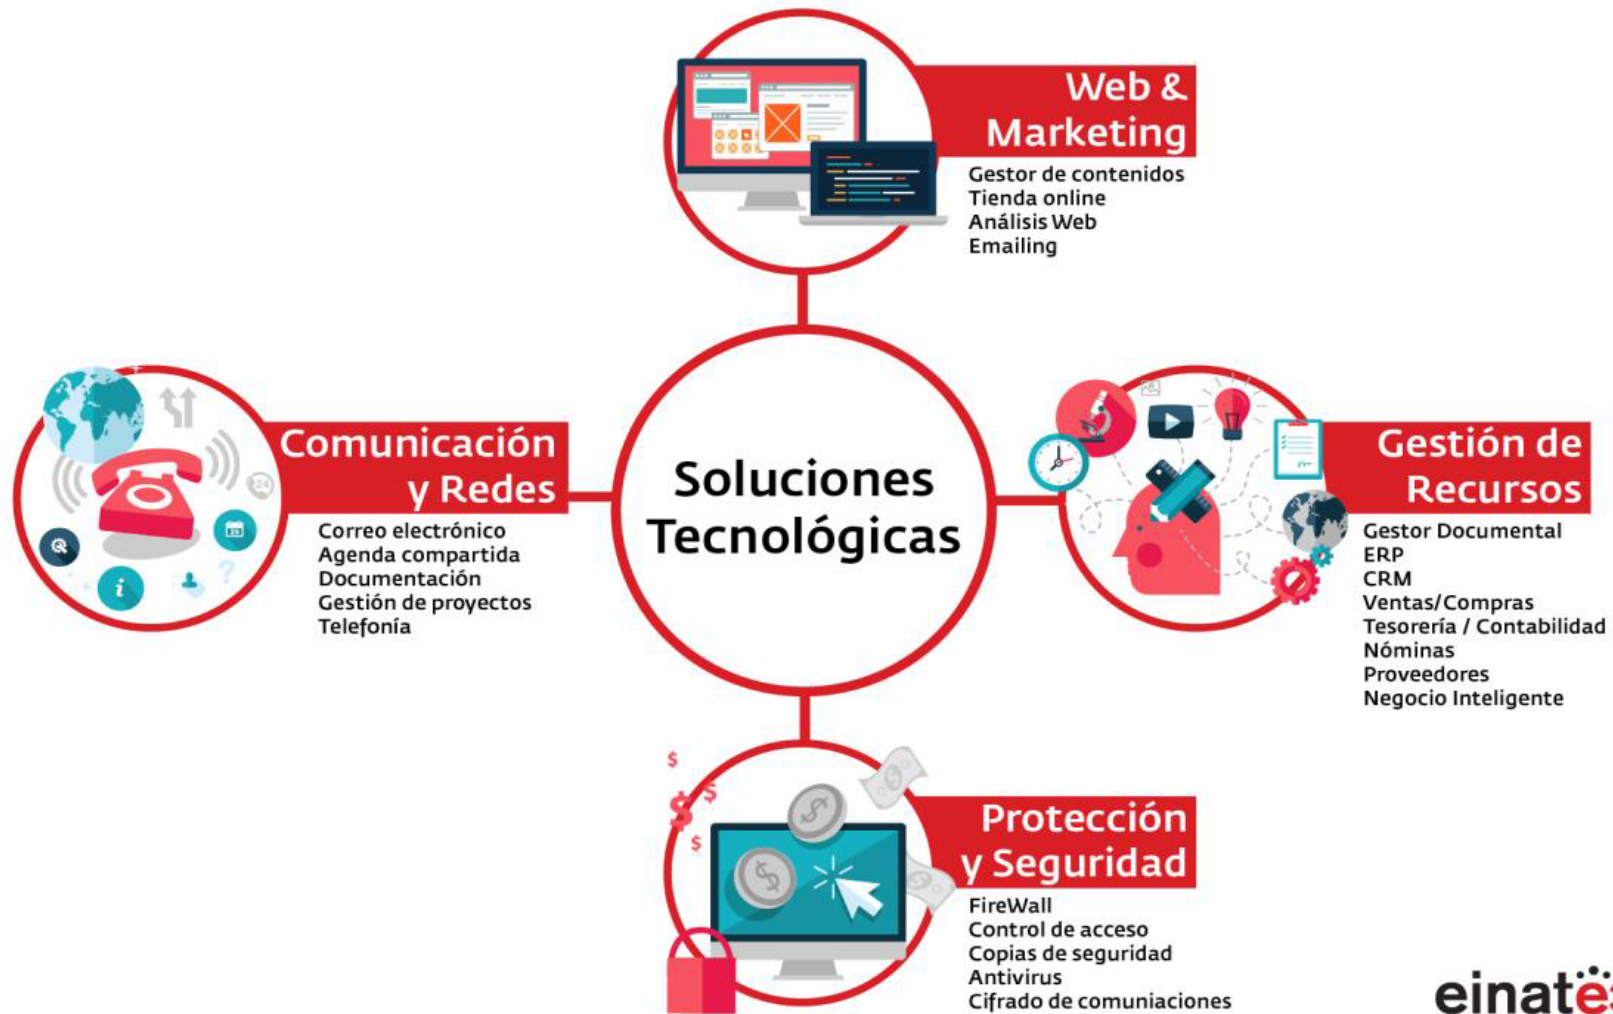 Web &
Marketing
Gestor de contenidos
Tienda online
Análisis Web
Emailing
Comunicación
y Redes
Correo electrónico
Agenda compartida
Documentación
Gestión de proyectos
Telefonía
Soluciones
Tecnológicas
Gestión de
Recursos
Gestor Documental
ERP
CRM
Ventas/Compras
Tesorería / Contabilidad
Nóminas
Proveedores
Negocio Inteligente
Protección
y Seguridad
FireWall
Control de acceso
Copias de seguridad
Antivirus
Cifrado de comuniaciones